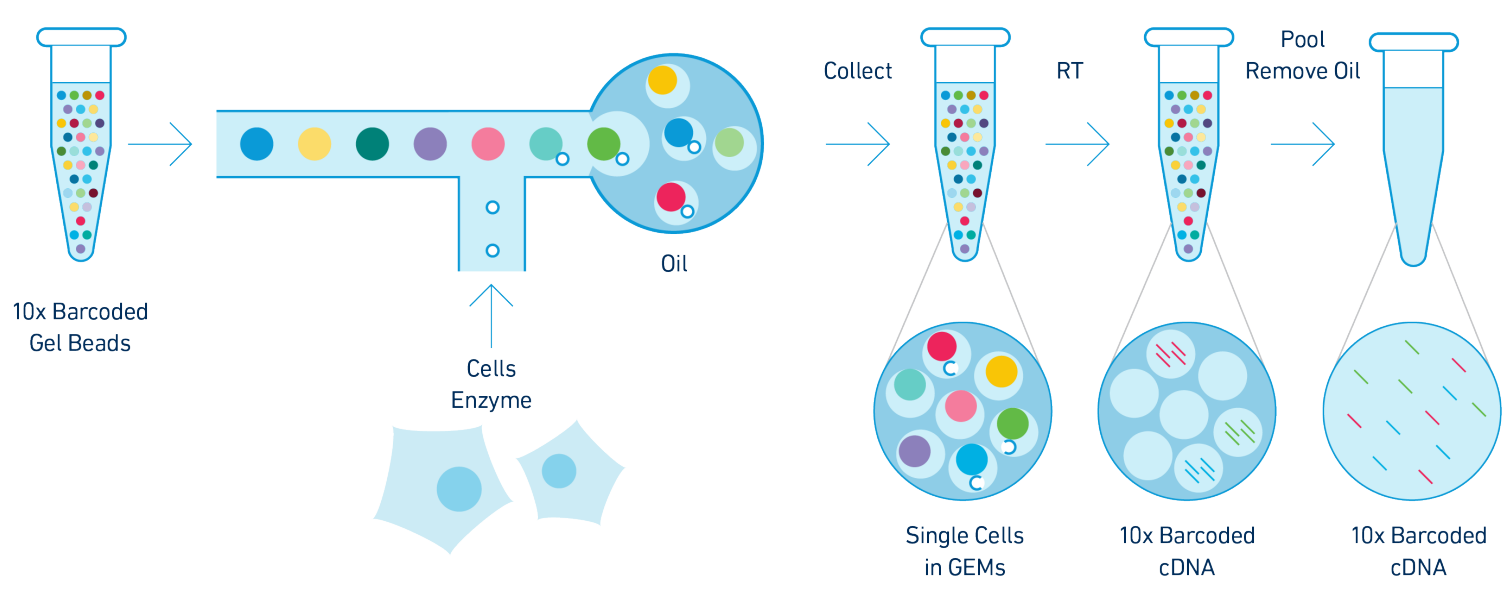 10x Barcoded
Gel Beads
Cells
Enzyme
Oil
Collect
RT
Pool
Remove Oil
Single Cells
in GEMs
10x Barcoded
cDNA
10x Barcoded
cDNA